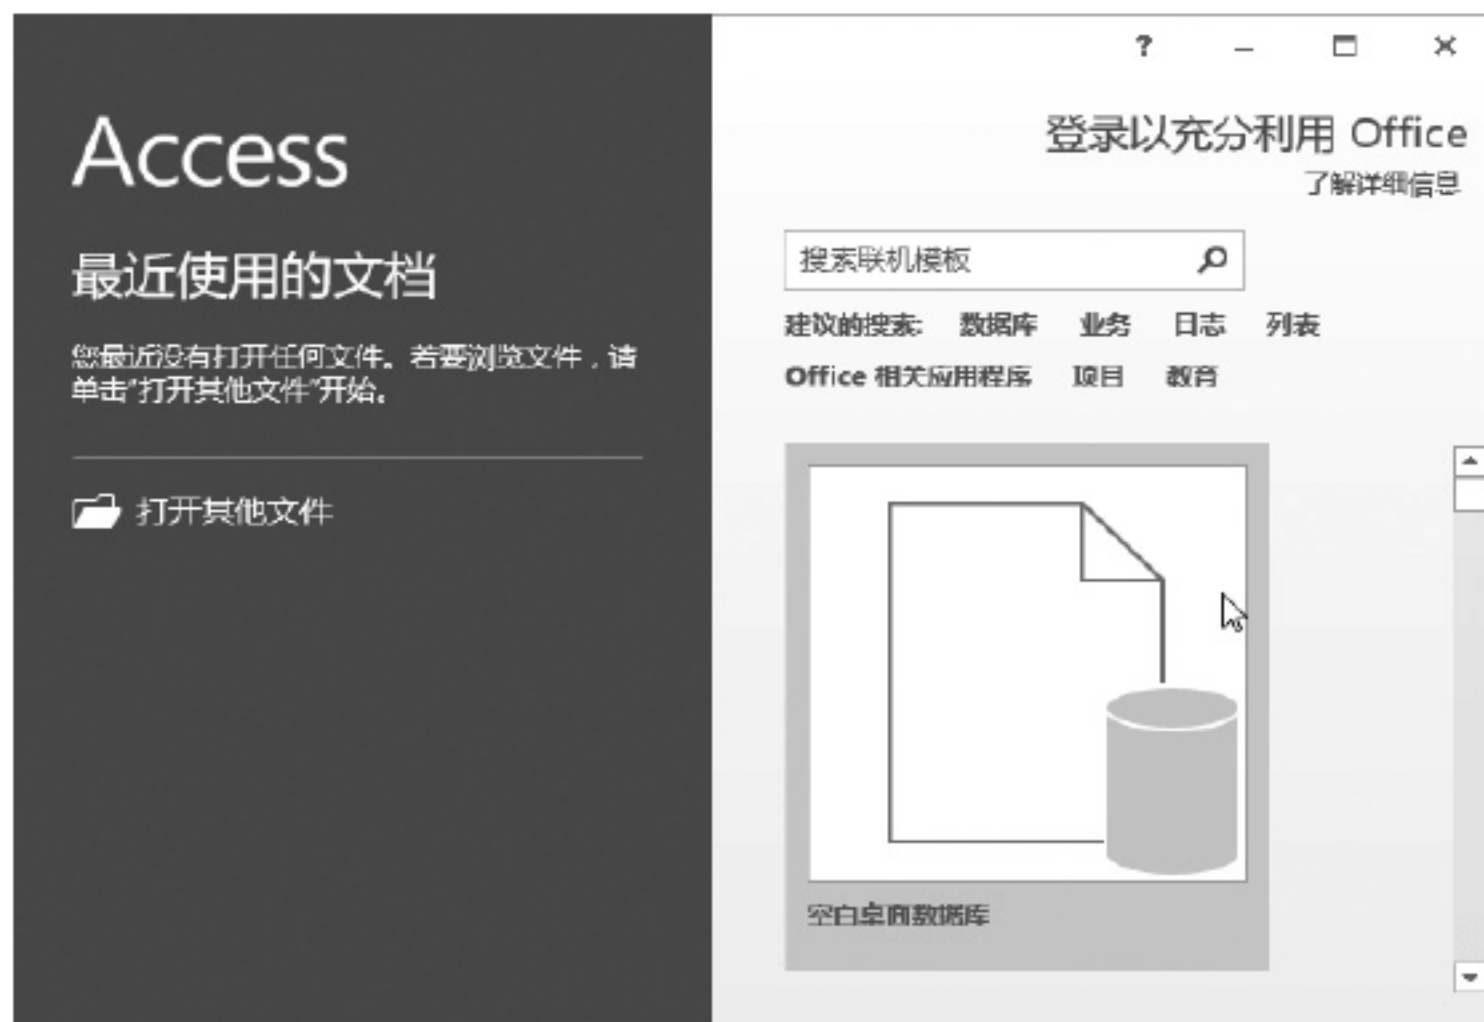 Access
最近使用的文档
您最近没有打开任何文件。若要浏览文件，请
单击"打开其他文件"开始。
打开其他文件
?
登录以充分利用 Office
了解详细信息
搜索联机模板
建议的搜索: 数据库 业务 日志 列表
Office 相关应用程序 项目 教育
空白桌面数据库